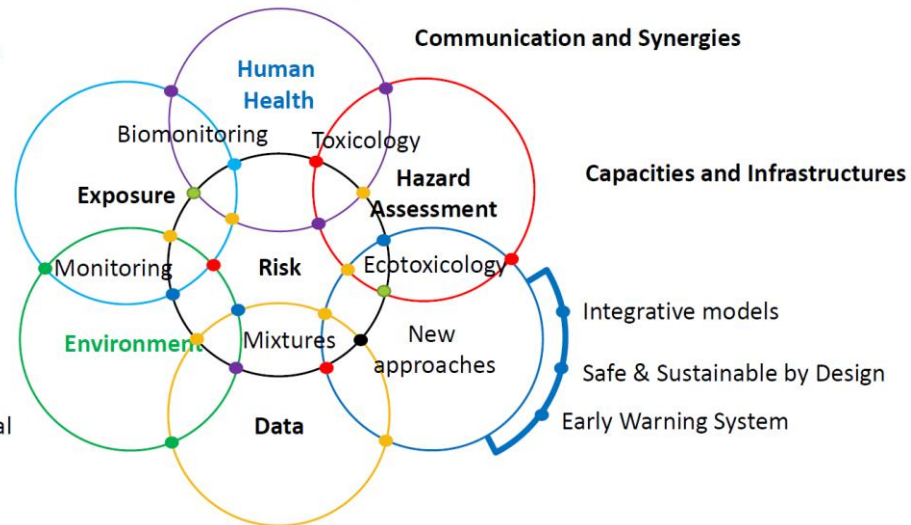 Communication and Synergies
Human
Health
Biomonitoring
Toxicology
Capacities and Infrastructures
Exposure
Hazard
Assessment
Monitoring
Risk
Ecotoxicology
Integrative models
Environment
Mixtures
New
approaches
Safe & Sustainable by Design
Data
Early Warning System
al